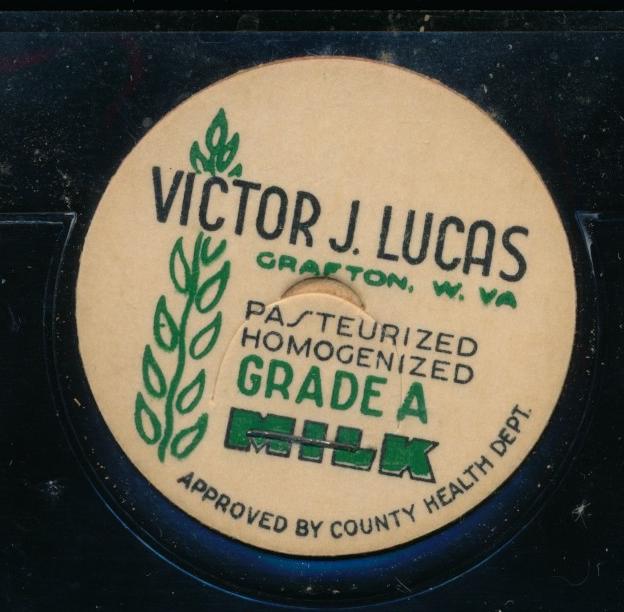 VICTOR J. LUCAS
GRAFTON, W. VA
PASTEURIZED
HOMOGENIZED
GRADE A
MILK
APPROVED BY COUNTY HEALTH DEPT.